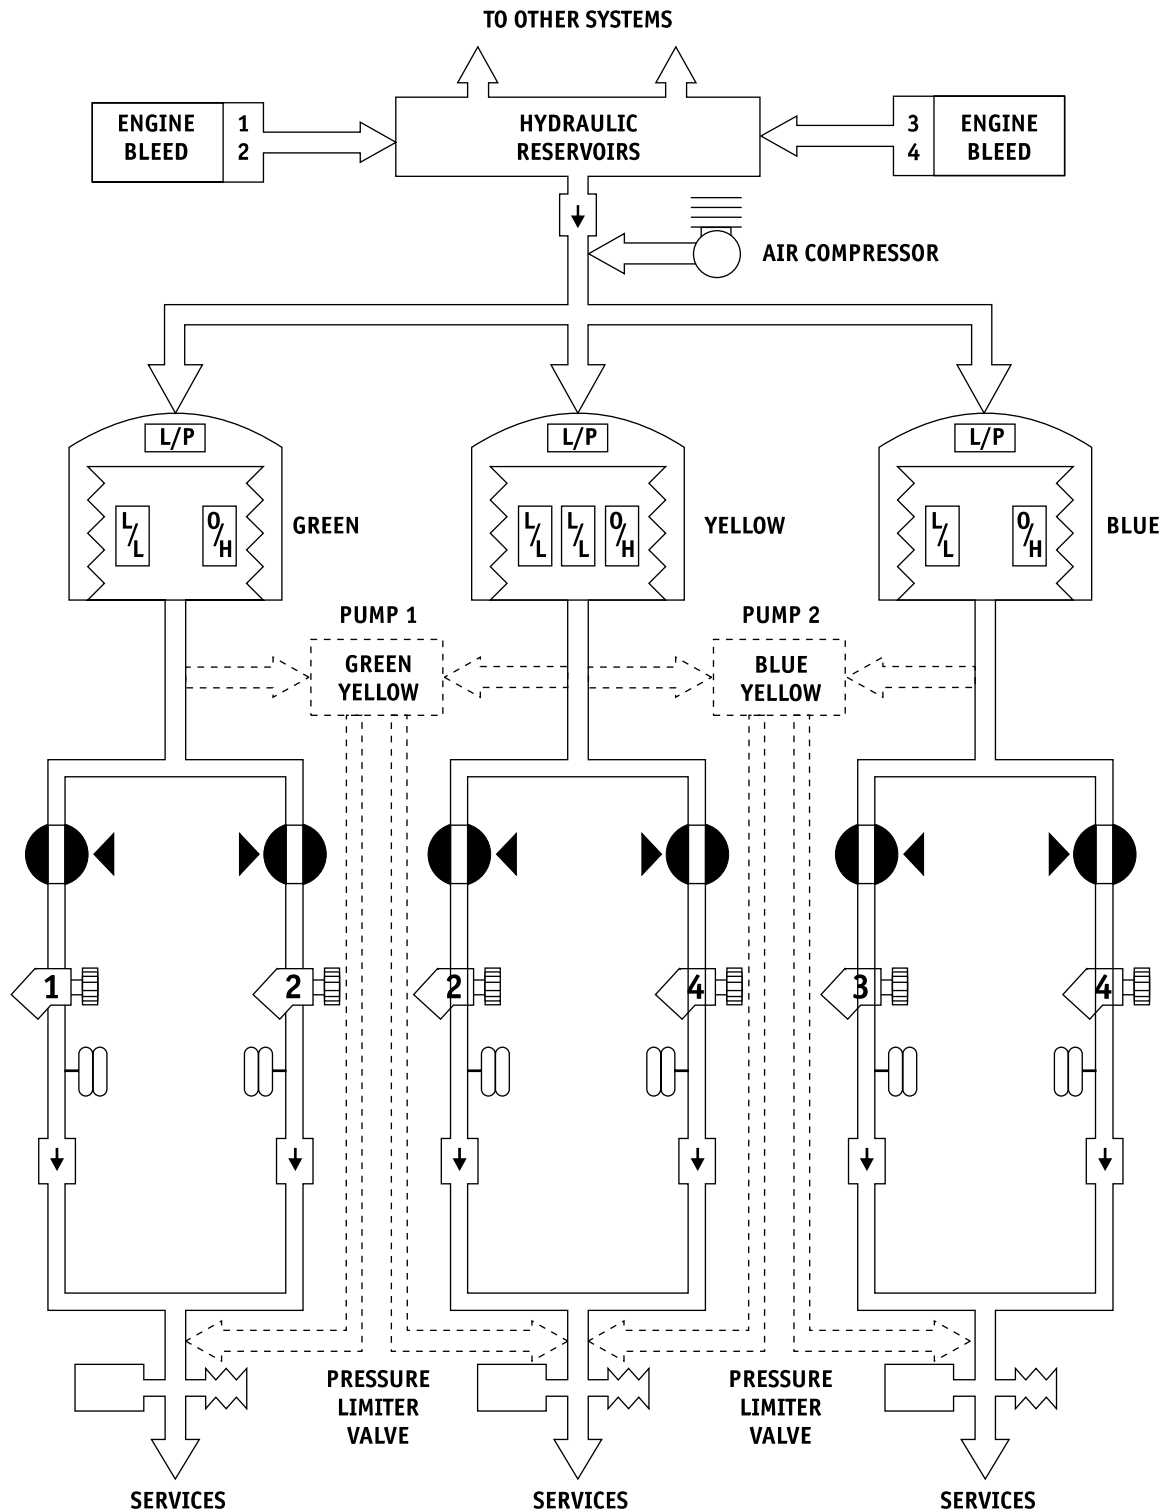 TO OTHER SYSTEMS
ENGINE
BLEED
1
2
HYDRAULIC
RESERVOIRS
3
4
ENGINE
BLEED
AIR COMPRESSOR
L/P
L/P
L/P
L/L
O/H
GREEN
L/L
L/L
O/H
YELLOW
L/L
O/H
BLUE
PUMP 1
GREEN
YELLOW
PUMP 2
BLUE
YELLOW
1
2
2
4
3
4
PRESSURE
LIMITER
VALVE
PRESSURE
LIMITER
VALVE
SERVICES
SERVICES
SERVICES